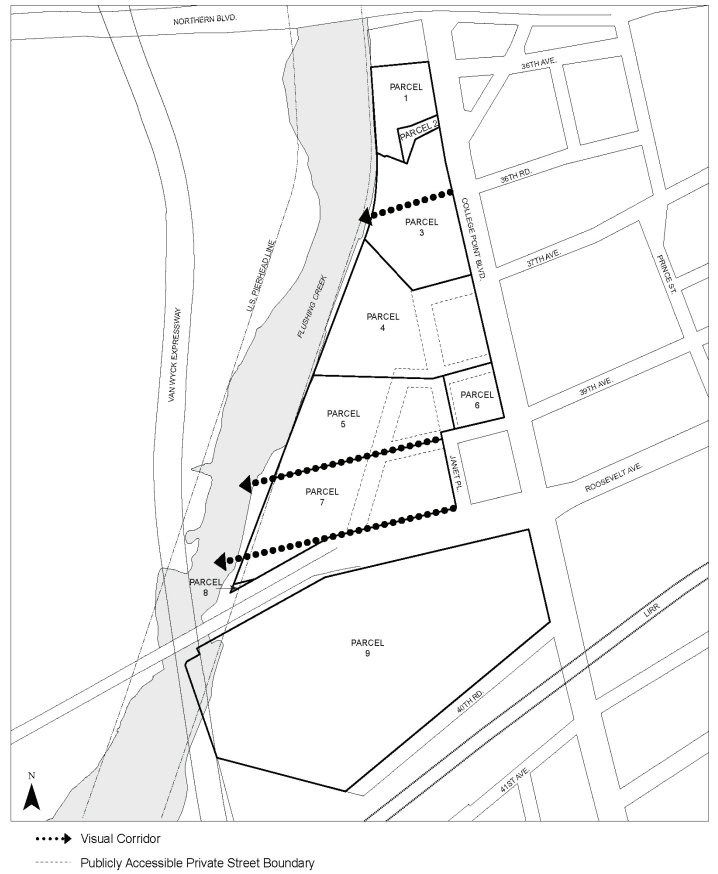 NORTHERN BLVD.
36TH AVE.
PARCEL
1
PARCEL 2
36TH RD.
COLLEGE POINT BLVD.
PARCEL
3
37TH AVE.
PRINCE ST.
U.S. PIERHEAD LINE
FLUSHING CREEK
VAN WYCK EXPRESSWAY
PARCEL
4
39TH AVE.
PARCEL
6
PARCEL
5
JANET PL.
ROOSEVELT AVE.
PARCEL
7
PARCEL
8
LIRR
PARCEL
9
40TH RD.
41ST AVE.
N
Visual Corridor
Publicly Accessible Private Street Boundary